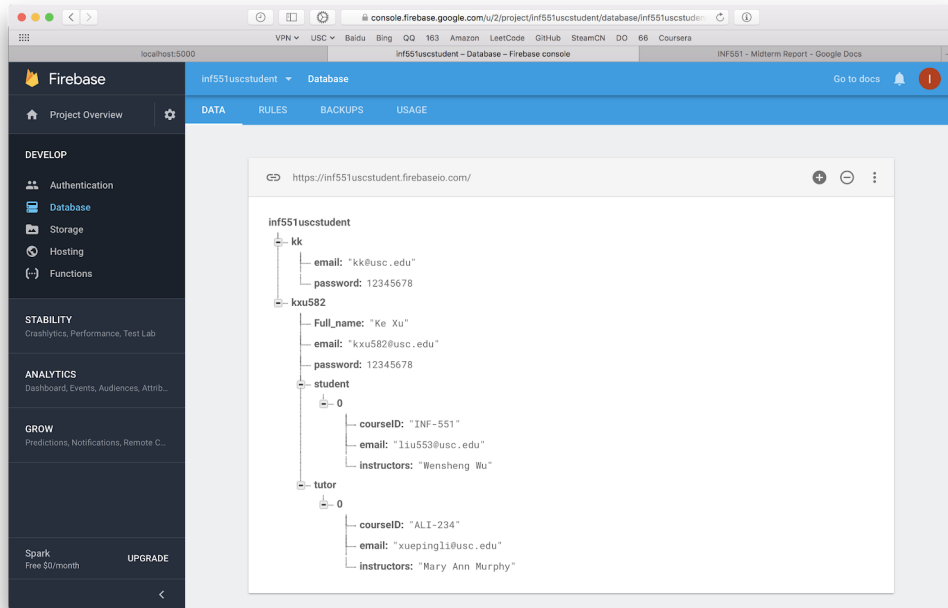 console.firebase.google.com/u/2/project/inf551uscstudent/database/inf551uscstuden
VPN USC Baidu Bing QQ 163 Amazon LeetCode GitHub SteamCN DO 66 Coursera
localhost:5000 inf551uscstudent – Database – Firebase console INF551 - Midterm Report - Google Docs
Firebase inf551uscstudent Database Go to docs I
Project Overview DATA RULES BACKUPS USAGE
DEVELOP
Authentication
Database
Storage
Hosting
Functions
STABILITY
Crashlytics, Performance, Test Lab
ANALYTICS
Dashboard, Events, Audiences, Attrib...
GROW
Predictions, Notifications, Remote C...
Spark
Free $0/month
UPGRADE
https://inf551uscstudent.firebaseio.com/
inf551uscstudent
kk
email: "kk@usc.edu"
password: 12345678
kxu582
Full_name: "Ke Xu"
email: "kxu582@usc.edu"
password: 12345678
student
0
courseID: "INF-551"
email: "liu553@usc.edu"
instructors: "Wensheng Wu"
tutor
0
courseID: "ALI-234"
email: "xuepingli@usc.edu"
instructors: "Mary Ann Murphy"